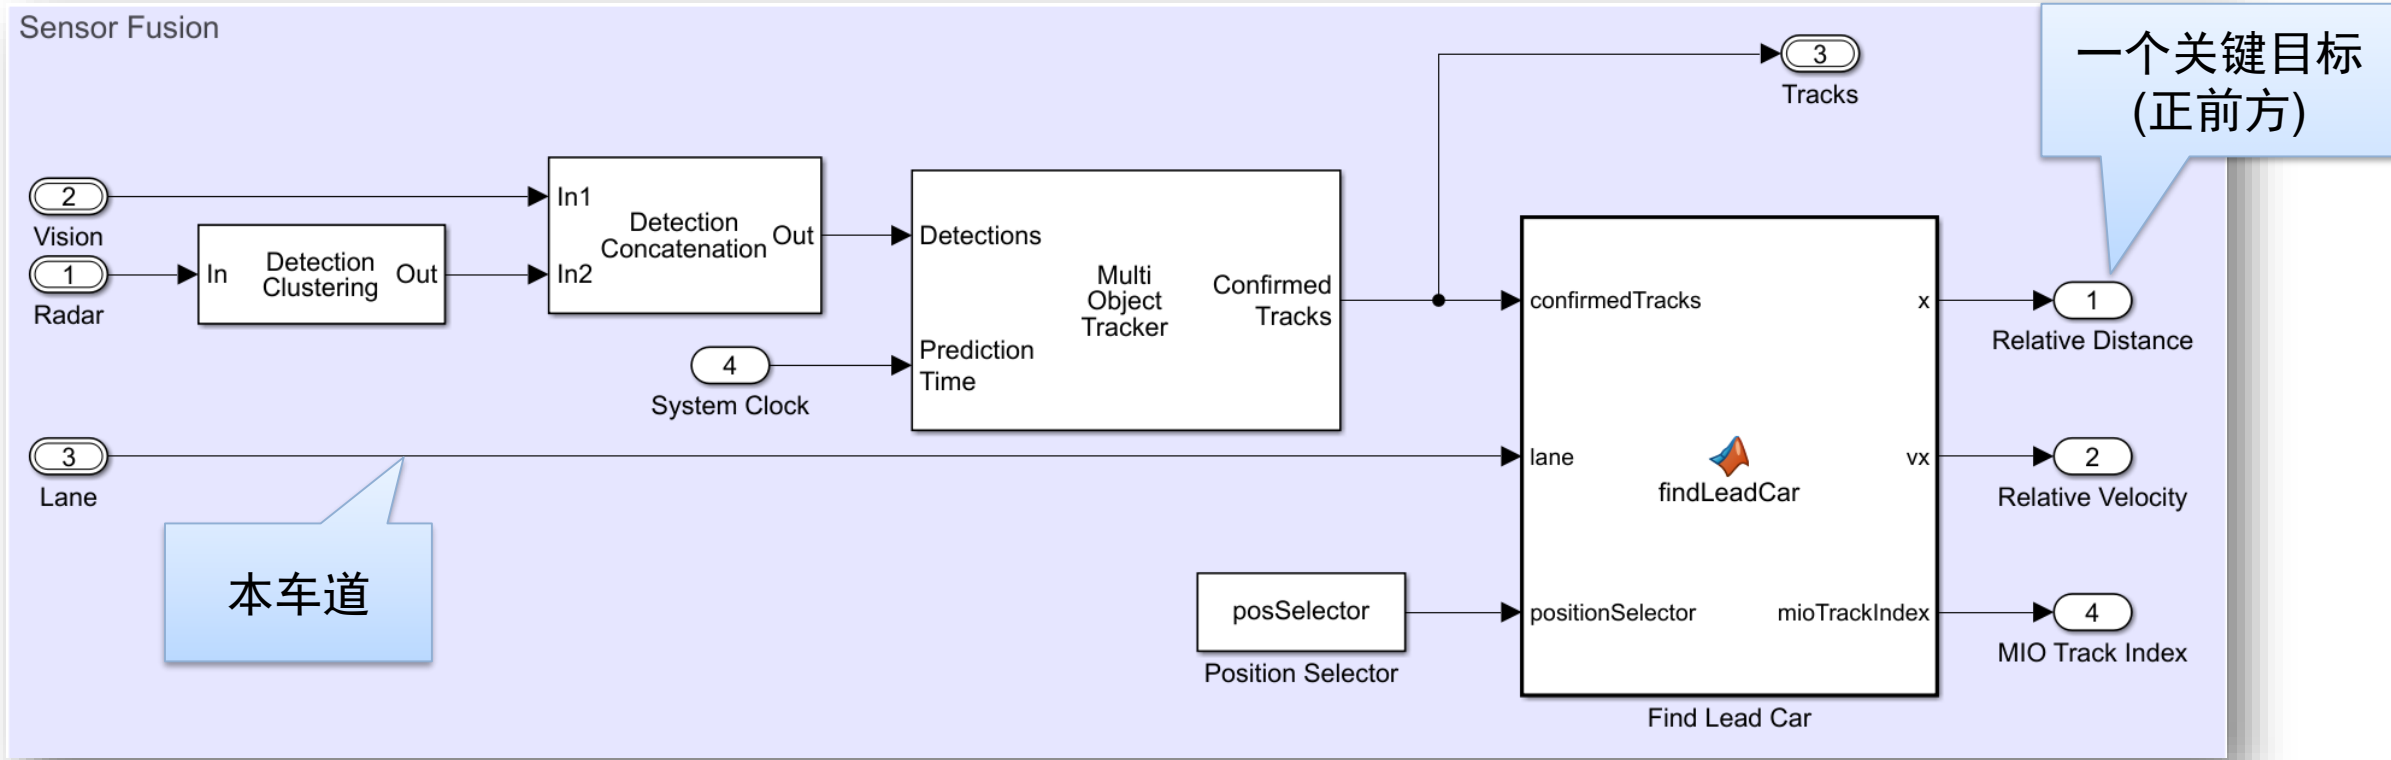 Sensor Fusion
一个关键目标
(正前方)
3
Tracks
2
Vision
1
Radar
In
Detection
Clustering
Out
In1
In2
Detection
Concatenation
Out
Detections
Prediction
Time
Multi
Object
Tracker
Confirmed
Tracks
4
System Clock
3
Lane
本车道
posSelector
Position Selector
confirmedTracks
lane
positionSelector
findLeadCar
x
vx
mioTrackIndex
Find Lead Car
1
Relative Distance
2
Relative Velocity
4
MIO Track Index